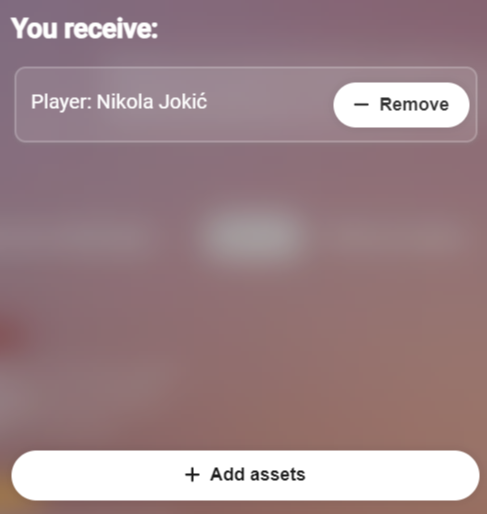 You receive:
Player: Nikola Jokić
— Remove
+ Add assets